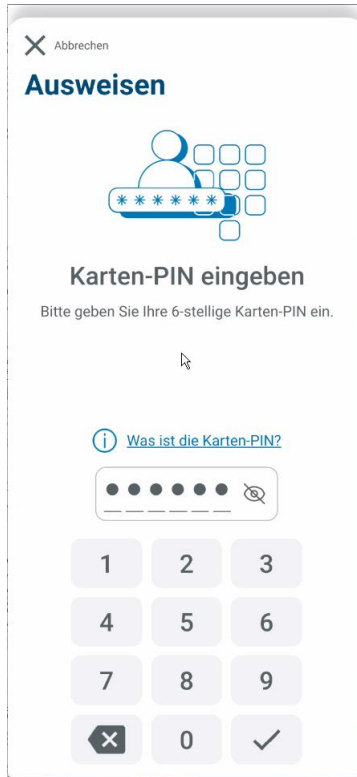 Abbrechen
Ausweisen
******
Karten-PIN eingeben
Bitte geben Sie Ihre 6-stellige Karten-PIN ein.
Was ist die Karten-PIN?
1 2 3
4 5 6
7 8 9
0